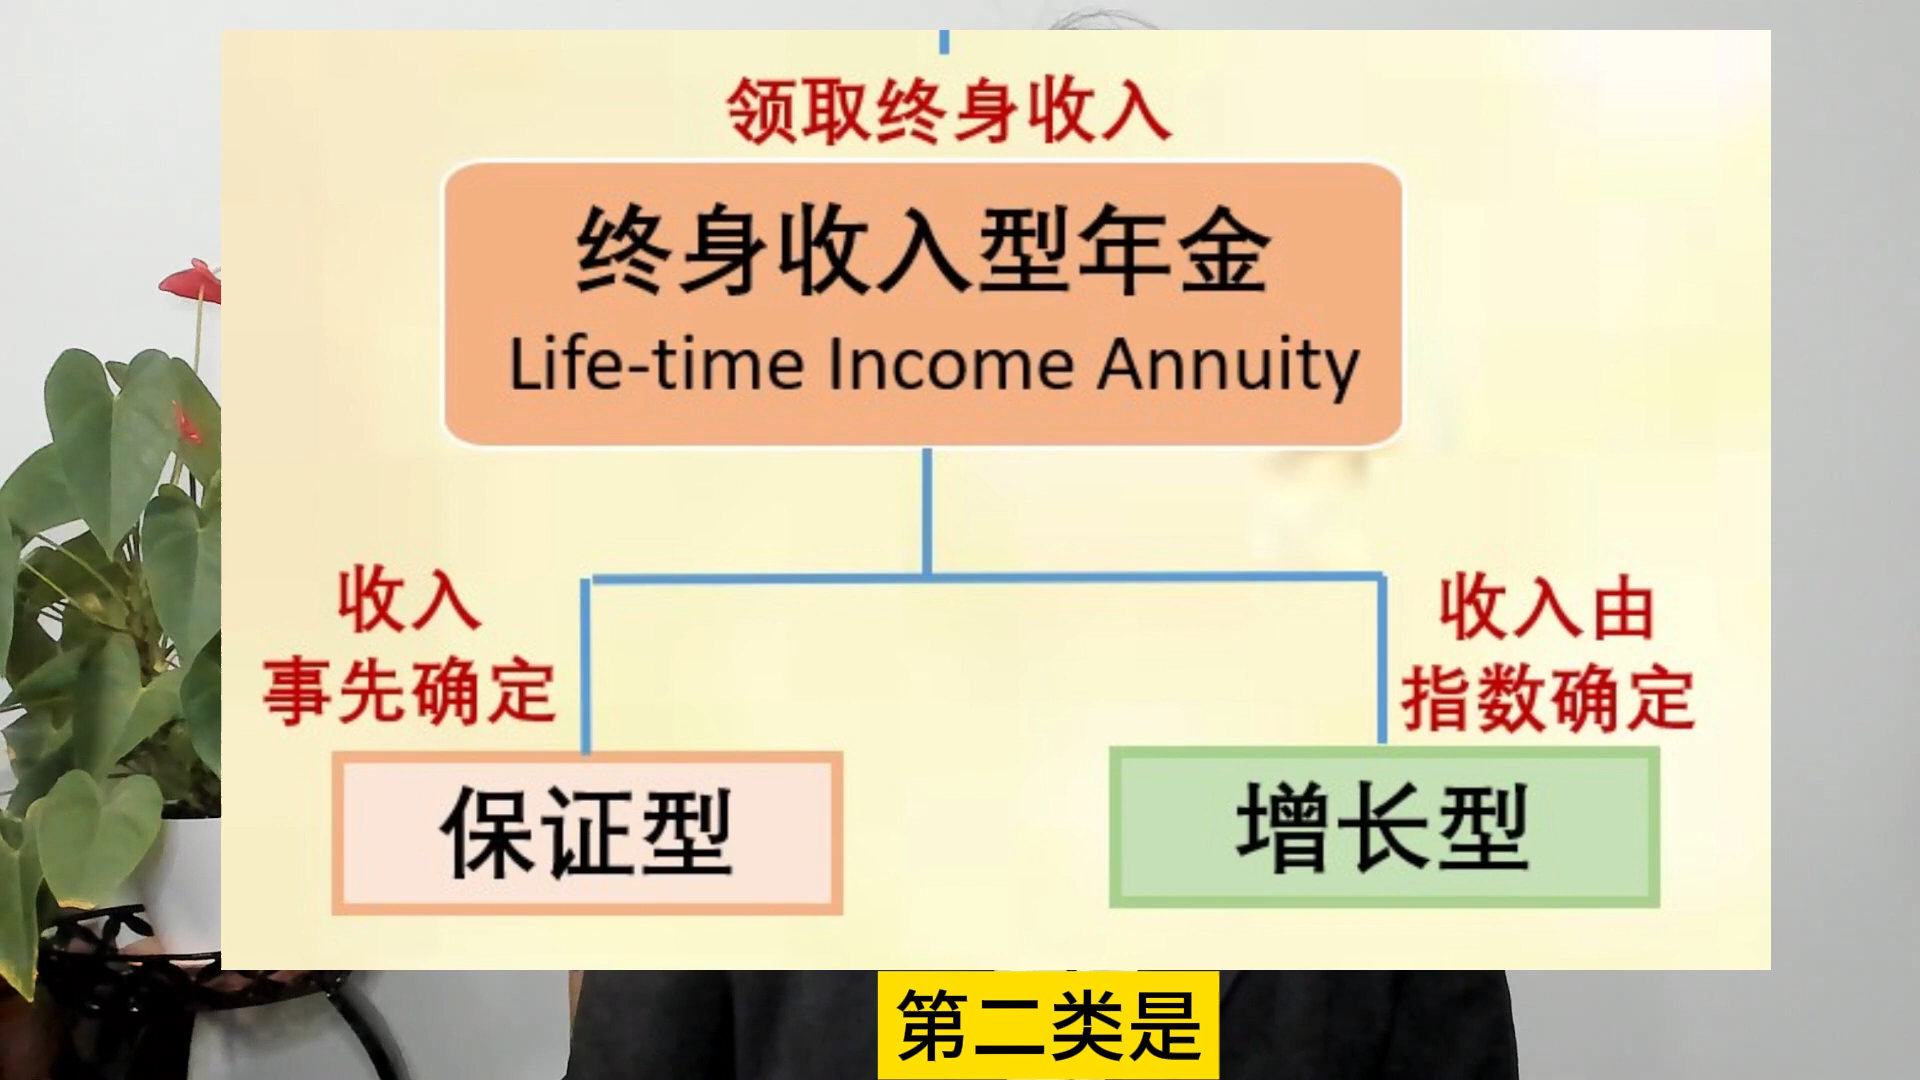 领取终身收入
终身收入型年金
Life-time Income Annuity
收入
事先确定
收入由
指数确定
保证型
增长型
第二类是